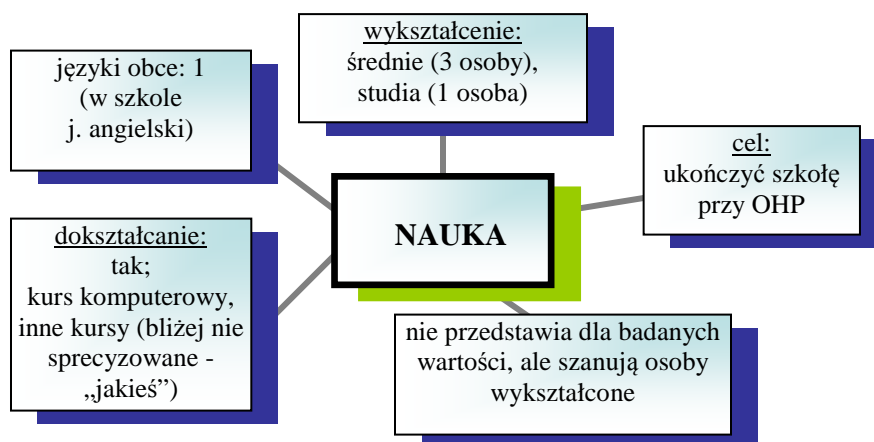 wykształcenie:
średnie (3 osoby),
studia (1 osoba)
języki obce: 1
(w szkole
j. angielski)
cel:
ukończyć szkołę
przy OHP
NAUKA
dokształcanie:
tak;
kurs komputerowy,
inne kursy (bliżej nie
sprecyzowane -
„jakieś”)
nie przedstawia dla badanych
wartości, ale szanują osoby
wykształcone